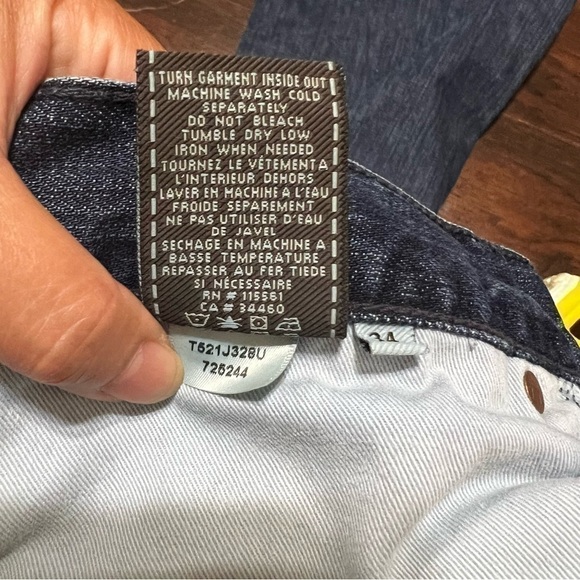 TURN GARMENT INSIDE OUT
MACHINE WASH COLD
SEPARATELY
DO NOT BLEACH
TUMBLE DRY LOW
IRON WHEN NEEDED
TOURNEZ LE VÊTEMENT A
L'INTERIEUR DEHORS
LAVER EN MACHINE A L'EAU
FROIDE SEPAREMENT
NE PAS UTILISER D'EAU
DE JAVEL
SECHAGE EN MACHINE A
BASSE TEMPERATURE
REPASSER AU FER TIEDE
SI NÉCESSAIRE
RN # 115561
CA # 34460
T521J328U
725244